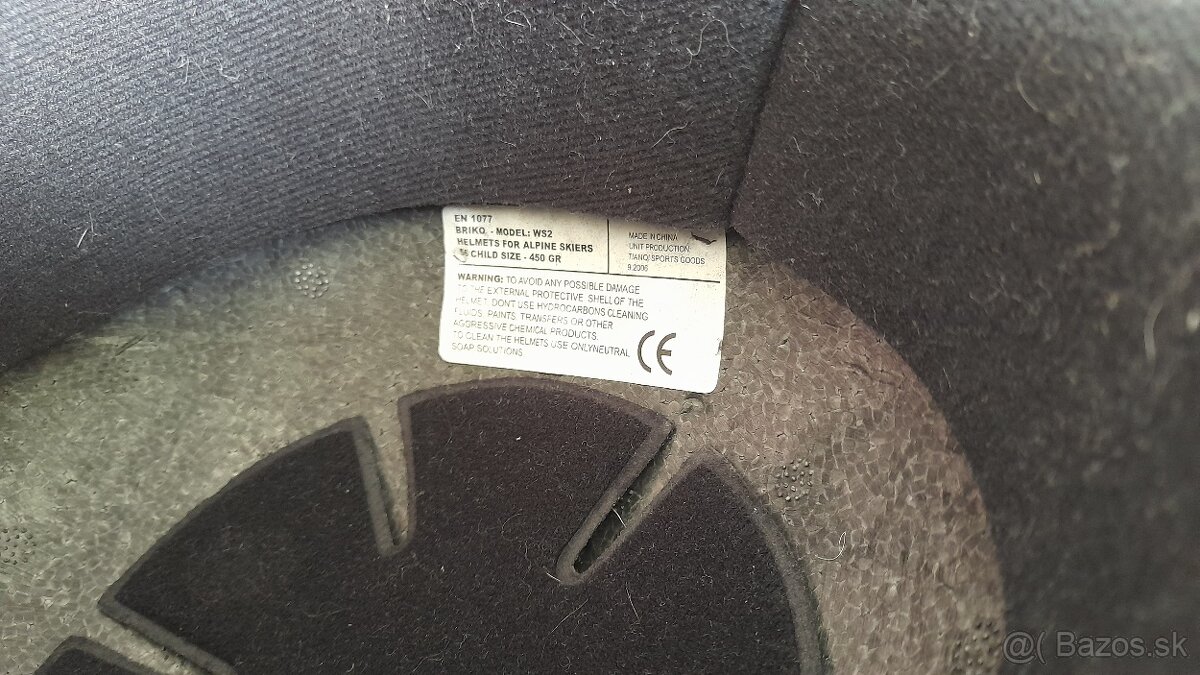 EN 1077
BRIKO. - MODEL: WS2
HELMETS FOR ALPINE SKIERS
CHILD SIZE - 450 GR
MADE IN CHINA
UNIT PRODUCTION
TIANQI SPORTS GOODS
9.2006
WARNING: TO AVOID ANY POSSIBLE DAMAGE
TO THE EXTERNAL PROTECTIVE SHELL OF THE
HELMET, DON'T USE HYDROCARBONS CLEANING
FLUIDS, PAINTS, TRANSFERS OR OTHER
AGGRESSIVE CHEMICAL PRODUCTS.
TO CLEAN THE HELMETS USE ONLYNEUTRAL
SOAP SOLUTIONS
CE
@( Bazos.sk